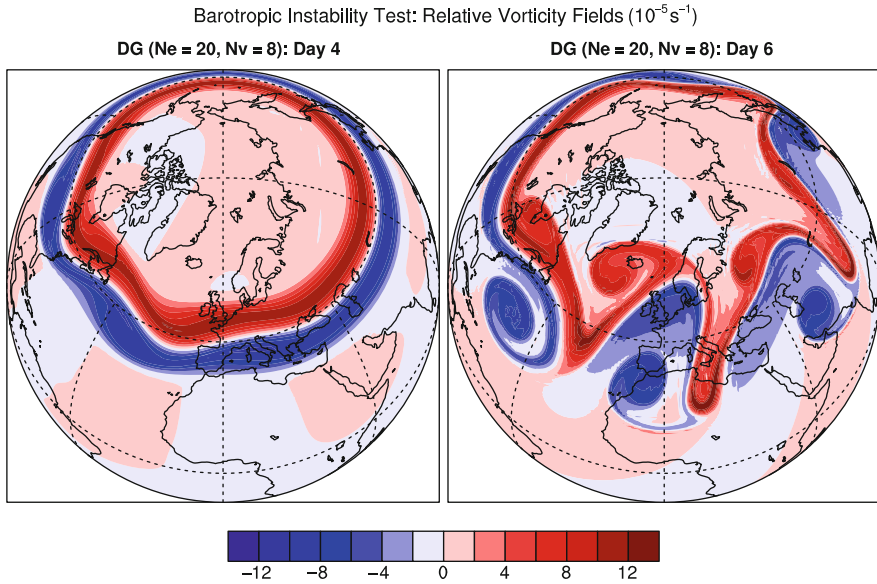 Barotropic Instability Test: Relative Vorticity Fields (10⁻⁵s⁻¹)
DG (Ne = 20, Nv = 8): Day 4
DG (Ne = 20, Nv = 8): Day 6
−12 −8 −4 0 4 8 12